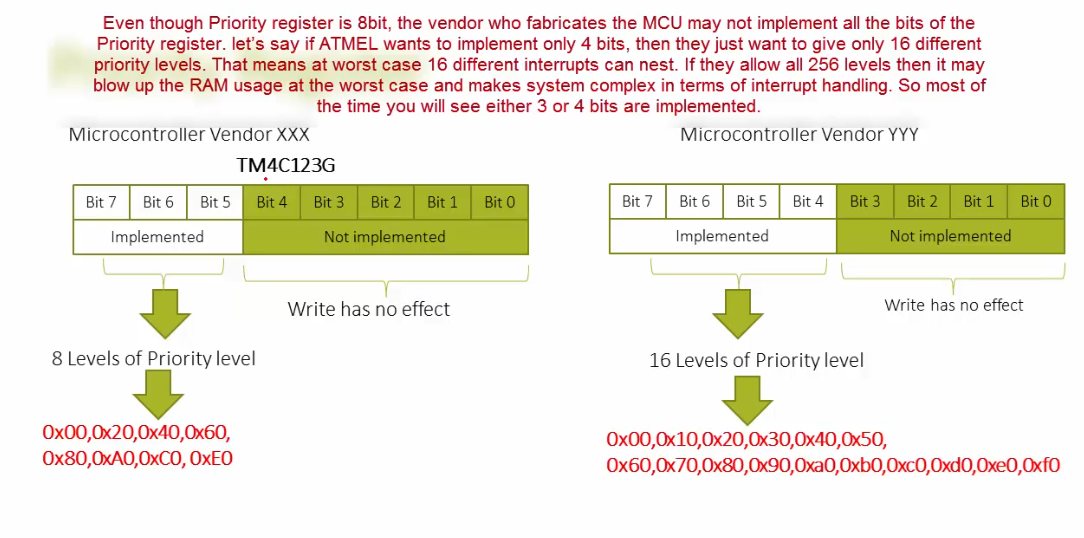 Even though Priority register is 8bit, the vendor who fabricates the MCU may not implement all the bits of the
Priority register. let's say if ATMEL wants to implement only 4 bits, then they just want to give only 16 different
priority levels. That means at worst case 16 different interrupts can nest. If they allow all 256 levels then it may
blow up the RAM usage at the worst case and makes system complex in terms of interrupt handling. So most of
the time you will see either 3 or 4 bits are implemented.
Microcontroller Vendor XXX
TM4C123G
Bit 7 Bit 6 Bit 5 Bit 4 Bit 3 Bit 2 Bit 1 Bit 0
Implemented Not implemented
Write has no effect
8 Levels of Priority level
0x00,0x20,0x40,0x60,
0x80,0xA0,0xC0, 0xE0
Microcontroller Vendor YYY
Bit 7 Bit 6 Bit 5 Bit 4 Bit 3 Bit 2 Bit 1 Bit 0
Implemented Not implemented
Write has no effect
16 Levels of Priority level
0x00,0x10,0x20,0x30,0x40,0x50,
0x60,0x70,0x80,0x90,0xa0,0xb0,0xc0,0xd0,0xe0,0xf0